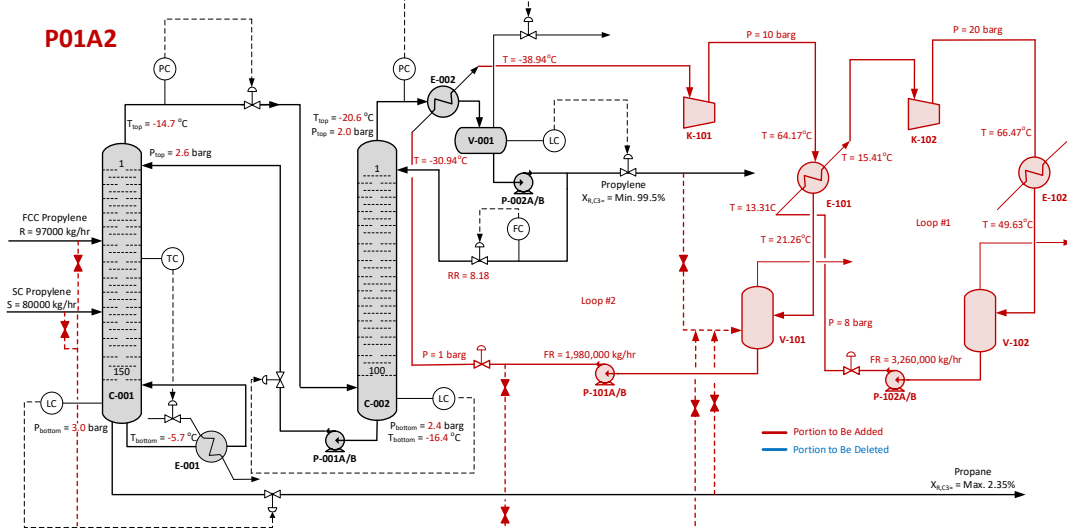 P01A2
PC
PC
E-002
T = -38.94°C
P = 10 barg
P = 20 barg
T_top = -14.7 °C
T_top = -20.6 °C
P_top = 2.0 barg
V-001
LC
K-101
K-102
P_top = 2.6 barg
1
T = -30.94°C
1
T = 64.17°C
T = 15.41°C
T = 66.47°C
P-002A/B
Propylene
X_R,C3= = Min. 99.5%
E-101
E-102
FCC Propylene
R = 97000 kg/hr
T = 13.31C
T = 49.63°C
Loop #1
FC
T = 21.26°C
TC
RR = 8.18
SC Propylene
S = 80000 kg/hr
Loop #2
V-101
P = 8 barg
V-102
P = 1 barg
FR = 1,980,000 kg/hr
FR = 3,260,000 kg/hr
150
100
P-101A/B
P-102A/B
LC
C-001
C-002
LC
P_bottom = 3.0 barg
P_bottom = 2.4 barg
T_bottom = -5.7 °C
T_bottom = -16.4 °C
E-001
P-001A/B
Portion to Be Added
Portion to Be Deleted
Propane
X_R,C3= = Max. 2.35%